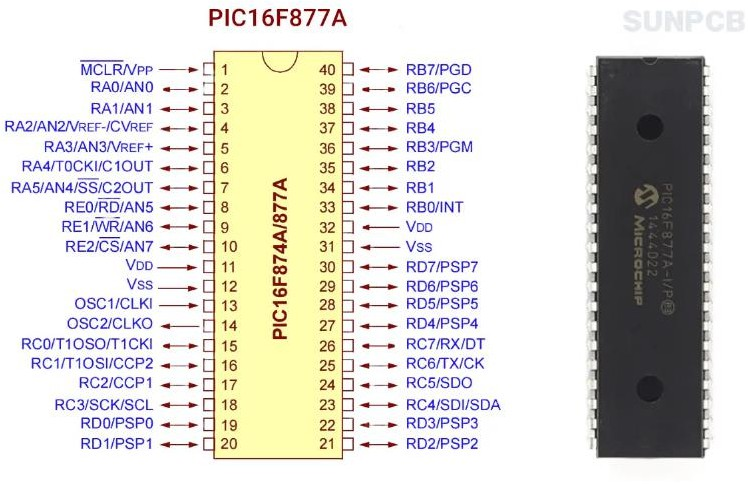 PIC16F877A
SUNPCB
MCLR/VPP 1 40 RB7/PGD
RA0/AN0 2 39 RB6/PGC
RA1/AN1 3 38 RB5
RA2/AN2/VREF-/CVREF 4 37 RB4
RA3/AN3/VREF+ 5 36 RB3/PGM
RA4/T0CKI/C1OUT 6 35 RB2
RA5/AN4/SS/C2OUT 7 34 RB1
RE0/RD/AN5 8 33 RB0/INT
RE1/WR/AN6 9 32 VDD
RE2/CS/AN7 10 31 VSS
VDD 11 30 RD7/PSP7
VSS 12 29 RD6/PSP6
OSC1/CLKI 13 28 RD5/PSP5
OSC2/CLKO 14 27 RD4/PSP4
RC0/T1OSO/T1CKI 15 26 RC7/RX/DT
RC1/T1OSI/CCP2 16 25 RC6/TX/CK
RC2/CCP1 17 24 RC5/SDO
RC3/SCK/SCL 18 23 RC4/SDI/SDA
RD0/PSP0 19 22 RD3/PSP3
RD1/PSP1 20 21 RD2/PSP2
PIC16F874A/877A
PIC16F877A-I/P e3
1444022
MICROCHIP